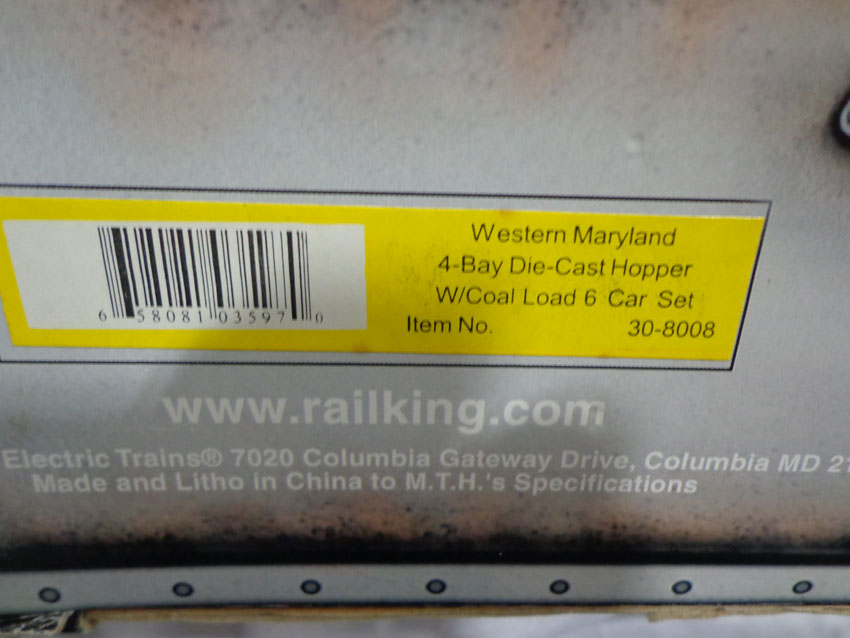 Western Maryland
4-Bay Die-Cast Hopper
W/Coal Load 6 Car Set
Item No. 30-8008
6 58081 03597 0
www.railking.com
Electric Trains® 7020 Columbia Gateway Drive, Columbia MD 21
Made and Litho in China to M.T.H.'s Specifications